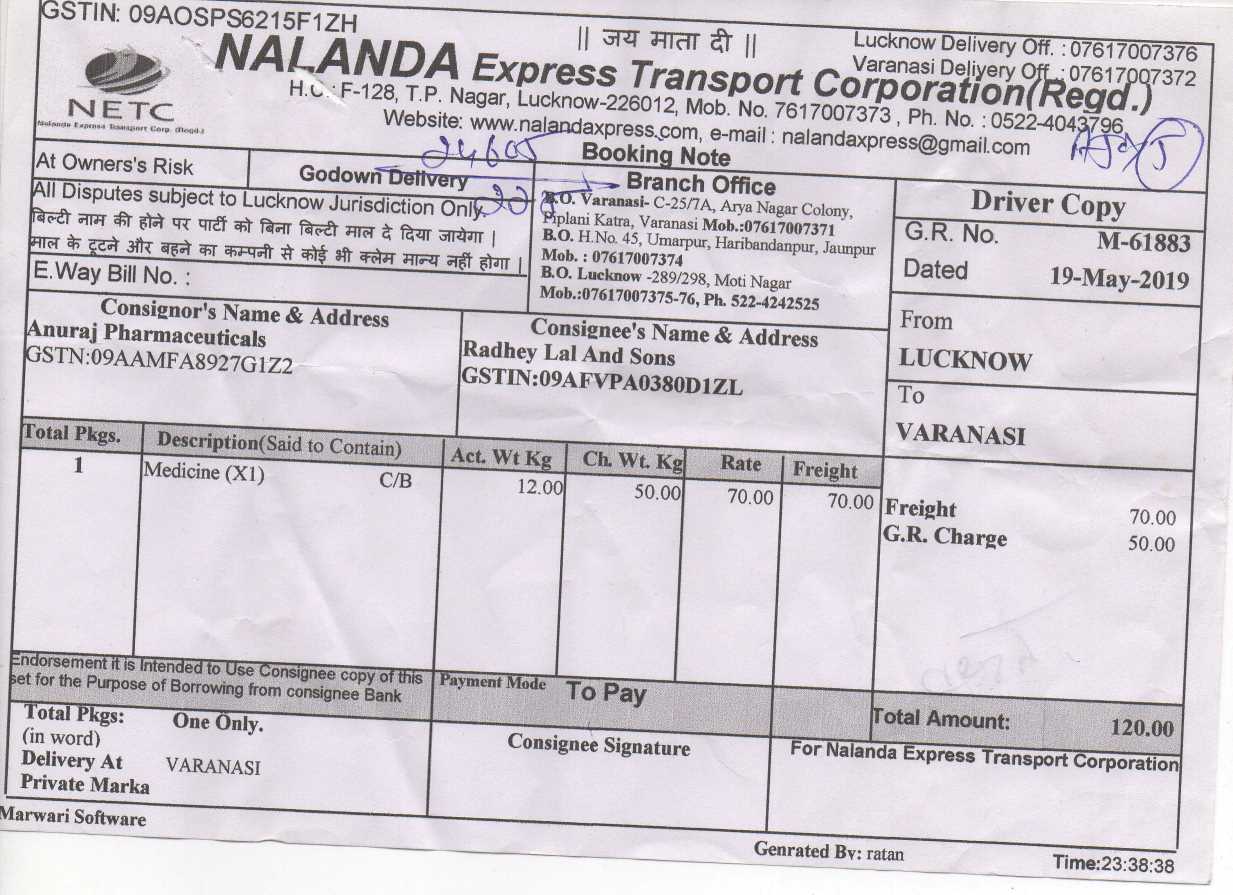 GSTIN: 09AOSPS6215F1ZH
|| जय माता दी ||
Lucknow Delivery Off. : 07617007376
Varanasi Delivery Off. : 07617007372
NETC
Nalanda Express Transport Corp. (Regd.)
NALANDA Express Transport Corporation(Regd.)
H.O. F-128, T.P. Nagar, Lucknow-226012, Mob. No. 7617007373 , Ph. No. : 0522-4043796
Website: www.nalandaxpress.com, e-mail : nalandaxpress@gmail.com
24605
Booking Note
At Owners's Risk
Godown Delivery
All Disputes subject to Lucknow Jurisdiction Only.
बिल्टी नाम की होने पर पार्टी को बिना बिल्टी माल दे दिया जायेगा |
माल के टूटने और बहने का कम्पनी से कोई भी क्लेम मान्य नहीं होगा |
E.Way Bill No. :
Branch Office
B.O. Varanasi- C-25/7A, Arya Nagar Colony,
Piplani Katra, Varanasi Mob.:07617007371
B.O. H.No. 45, Umarpur, Haribandanpur, Jaunpur
Mob. : 07617007374
B.O. Lucknow -289/298, Moti Nagar
Mob.:07617007375-76, Ph. 522-4242525
Driver Copy
G.R. No. M-61883
Dated 19-May-2019
From
LUCKNOW
To
VARANASI
Consignor's Name & Address
Anuraj Pharmaceuticals
GSTN:09AAMFA8927G1Z2
Consignee's Name & Address
Radhey Lal And Sons
GSTIN:09AFVPA0380D1ZL
Total Pkgs. Description(Said to Contain) Act. Wt Kg Ch. Wt. Kg Rate Freight
1 Medicine (X1) C/B 12.00 50.00 70.00 70.00
Freight 70.00
G.R. Charge 50.00
Endorsement it is Intended to Use Consignee copy of this
set for the Purpose of Borrowing from consignee Bank
Payment Mode To Pay
Total Amount: 120.00
Total Pkgs: One Only.
(in word)
Delivery At VARANASI
Private Marka
Consignee Signature
For Nalanda Express Transport Corporation
Marwari Software
Genrated By: ratan
Time:23:38:38